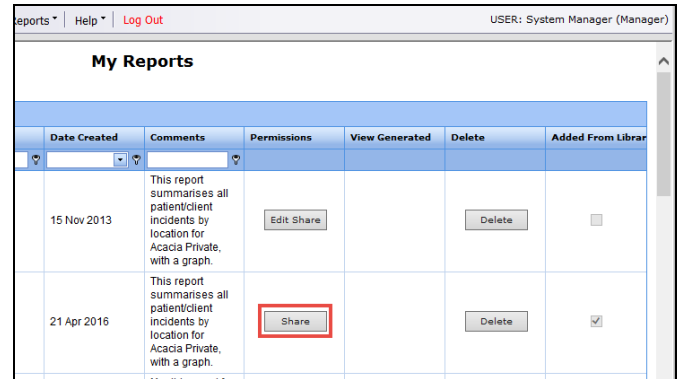 Reports Help Log Out USER: System Manager (Manager)
My Reports
Date Created Comments Permissions View Generated Delete Added From Librar
This report
summarises all
patient/client
incidents by
location for
Acacia Private,
with a graph.
15 Nov 2013 Edit Share Delete
This report
summarises all
patient/client
incidents by
location for
Acacia Private,
with a graph.
21 Apr 2016 Share Delete